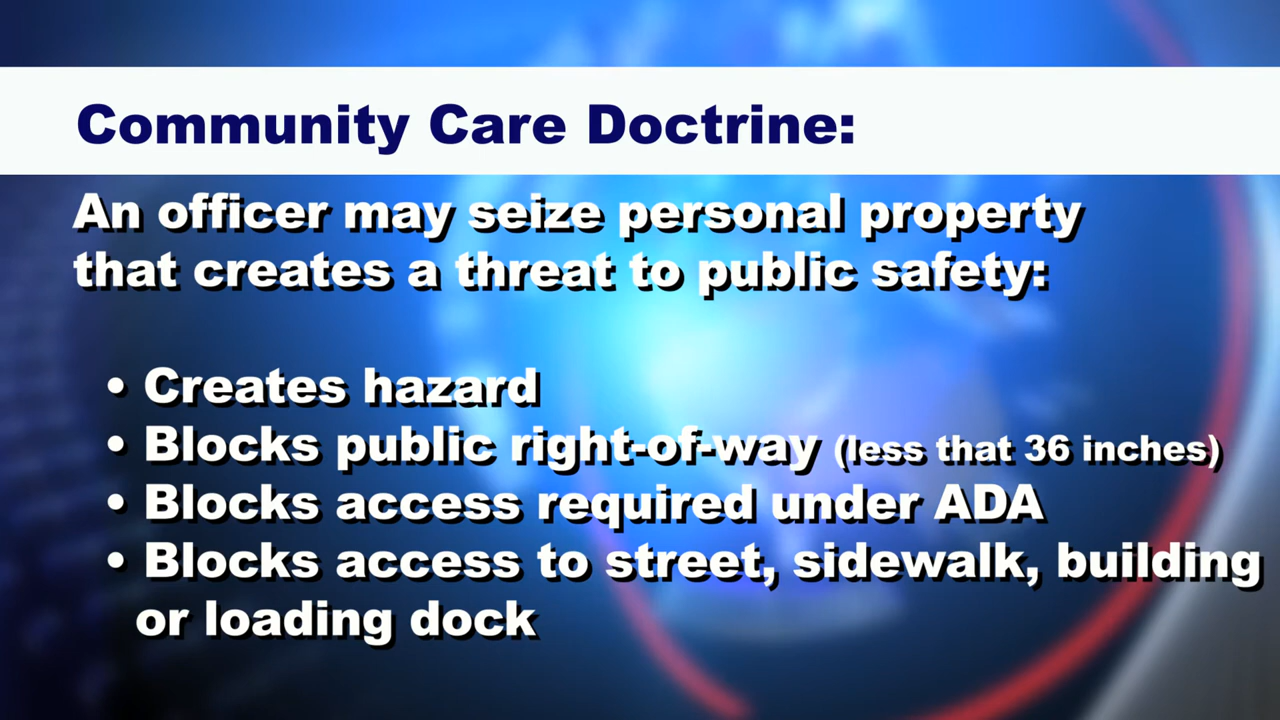 Community Care Doctrine:
An officer may seize personal property
that creates a threat to public safety:
• Creates hazard
• Blocks public right-of-way (less that 36 inches)
• Blocks access required under ADA
• Blocks access to street, sidewalk, building
or loading dock